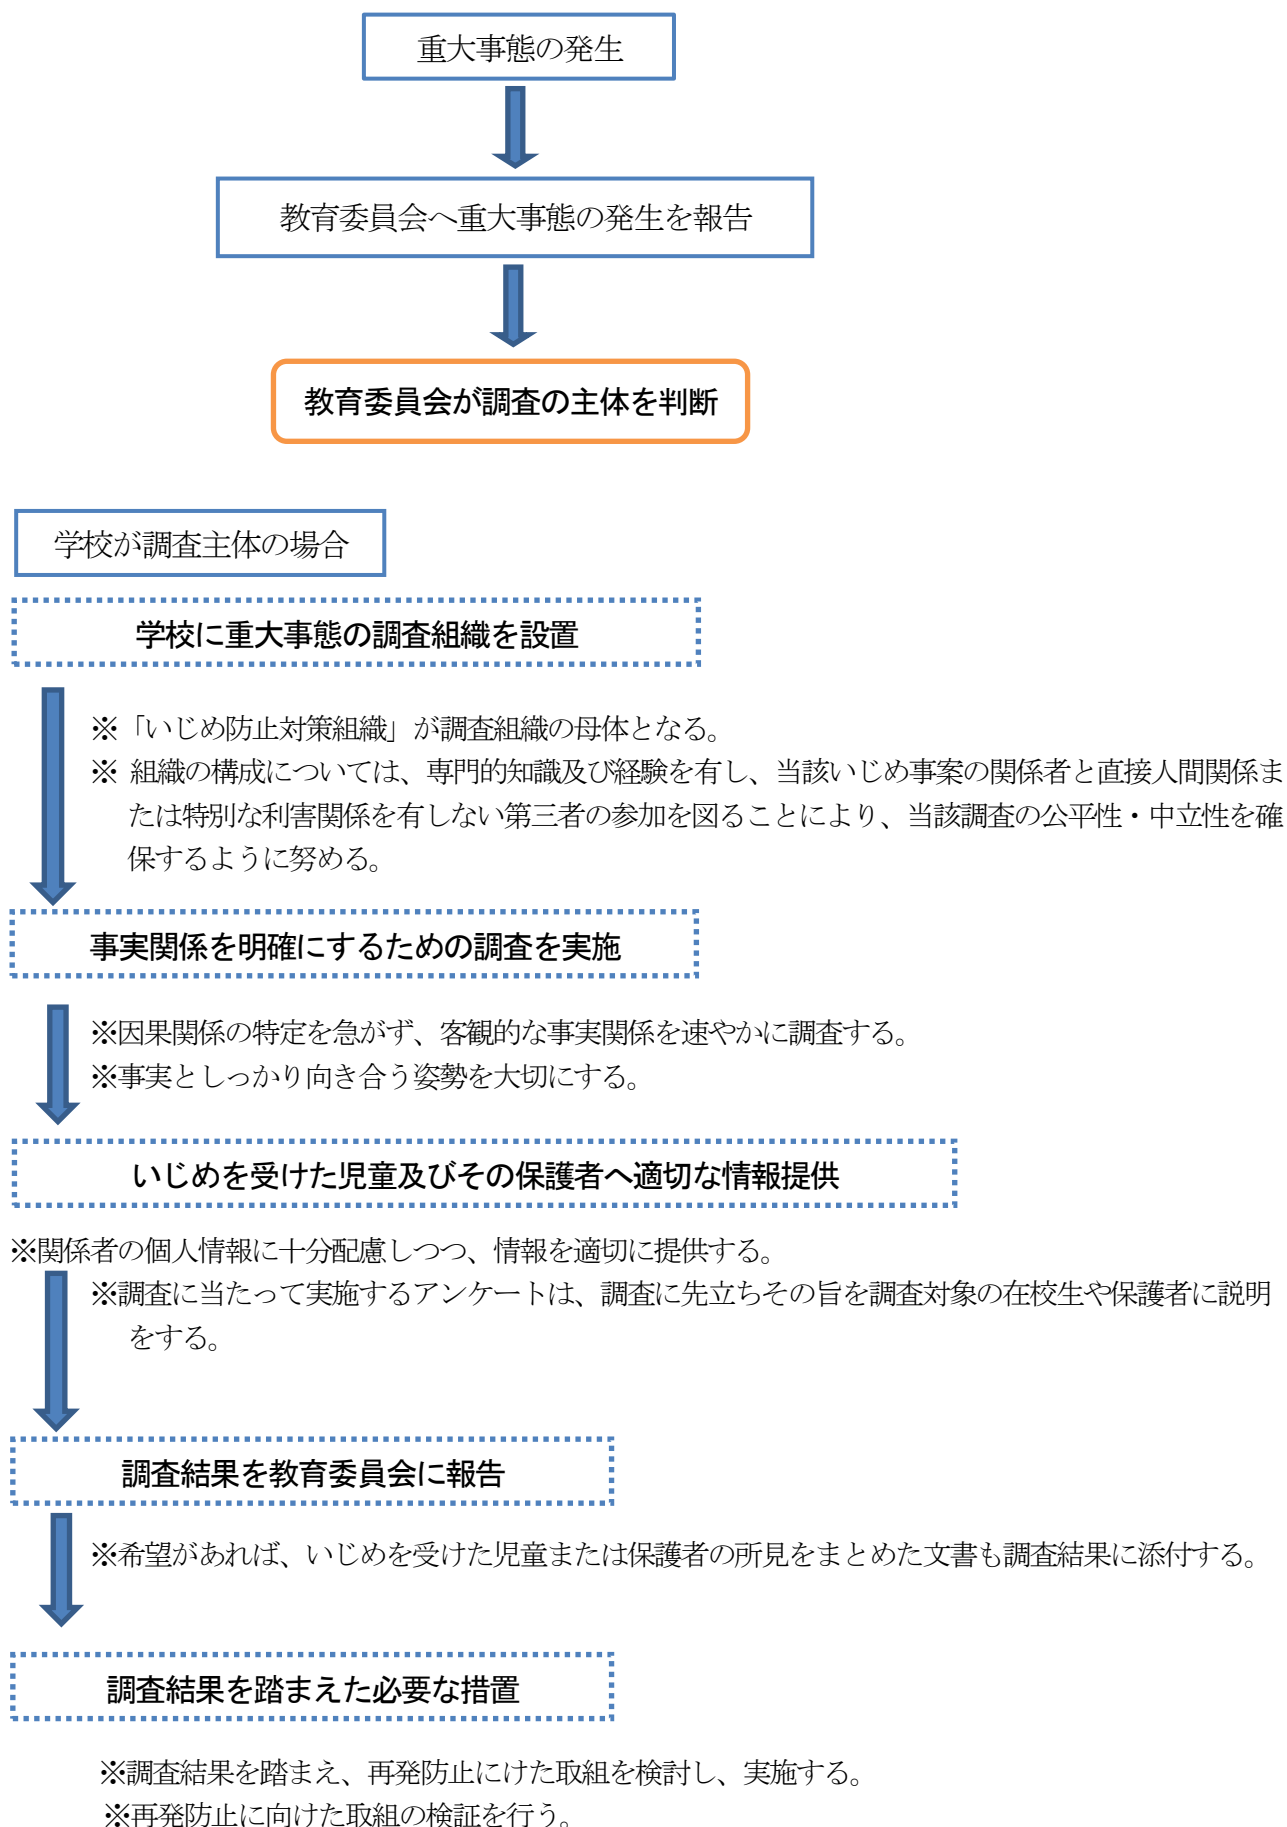 重大事態の発生
教育委員会へ重大事態の発生を報告
教育委員会が調査の主体を判断
学校が調査主体の場合
学校に重大事態の調査組織を設置
※「いじめ防止対策組織」が調査組織の母体となる。
※ 組織の構成については、専門的知識及び経験を有し、当該いじめ事案の関係者と直接人間関係ま
たは特別な利害関係を有しない第三者の参加を図ることにより、当該調査の公平性・中立性を確
保するように努める。
事実関係を明確にするための調査を実施
※因果関係の特定を急がず、客観的な事実関係を速やかに調査する。
※事実としっかり向き合う姿勢を大切にする。
いじめを受けた児童及びその保護者へ適切な情報提供
※関係者の個人情報に十分配慮しつつ、情報を適切に提供する。
※調査に当たって実施するアンケートは、調査に先立ちその旨を調査対象の在校生や保護者に説明
をする。
調査結果を教育委員会に報告
※希望があれば、いじめを受けた児童または保護者の所見をまとめた文書も調査結果に添付する。
調査結果を踏まえた必要な措置
※調査結果を踏まえ、再発防止にけた取組を検討し、実施する。
※再発防止に向けた取組の検証を行う。